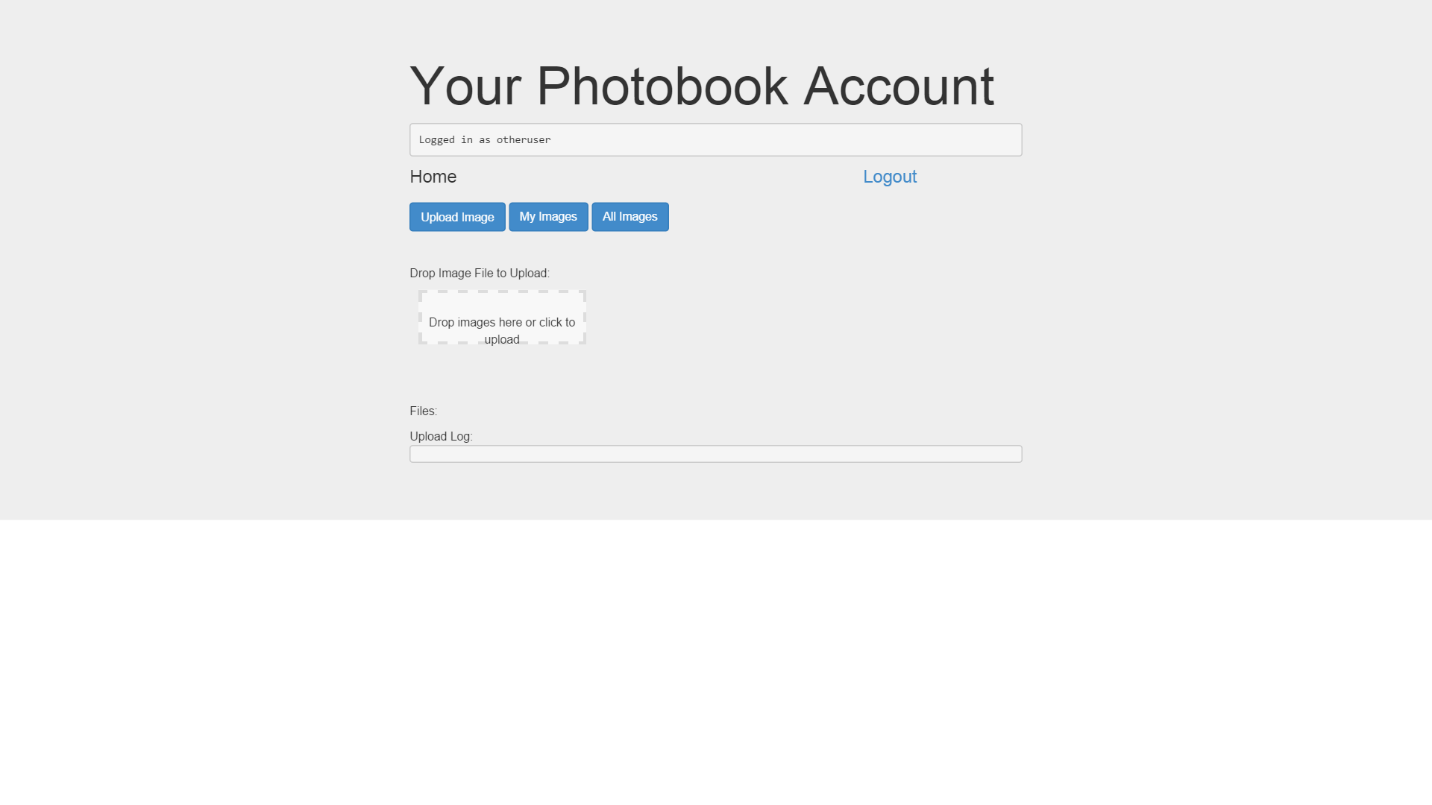 Your Photobook Account
Logged in as otheruser
Home Logout
Upload Image My Images All Images
Drop Image File to Upload:
Drop images here or click to
upload
Files:
Upload Log: